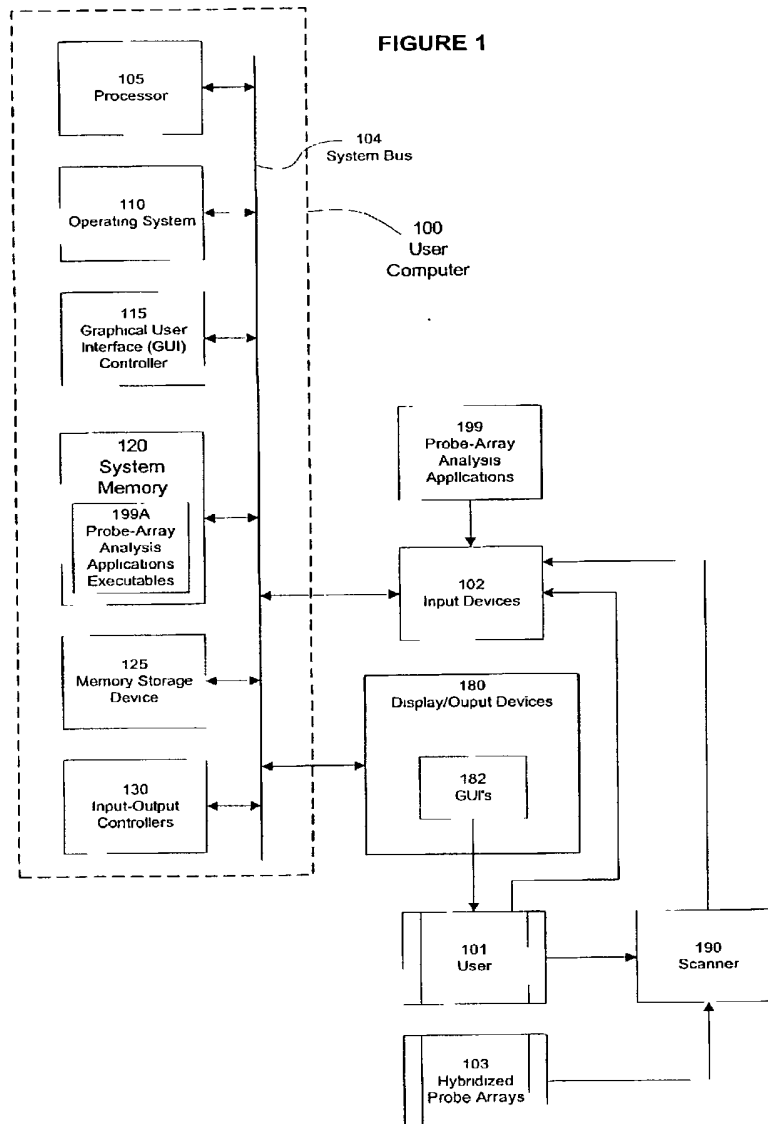 FIGURE 1
105
Processor
104
System Bus
110
Operating System
100
User
Computer
115
Graphical User
Interface (GUI)
Controller
199
Probe-Array
Analysis
Applications
120
System
Memory
199A
Probe-Array
Analysis
Applications
Executables
102
Input Devices
125
Memory Storage
Device
180
Display/Ouput Devices
182
GUI's
130
Input-Output
Controllers
101
User
190
Scanner
103
Hybridized
Probe Arrays